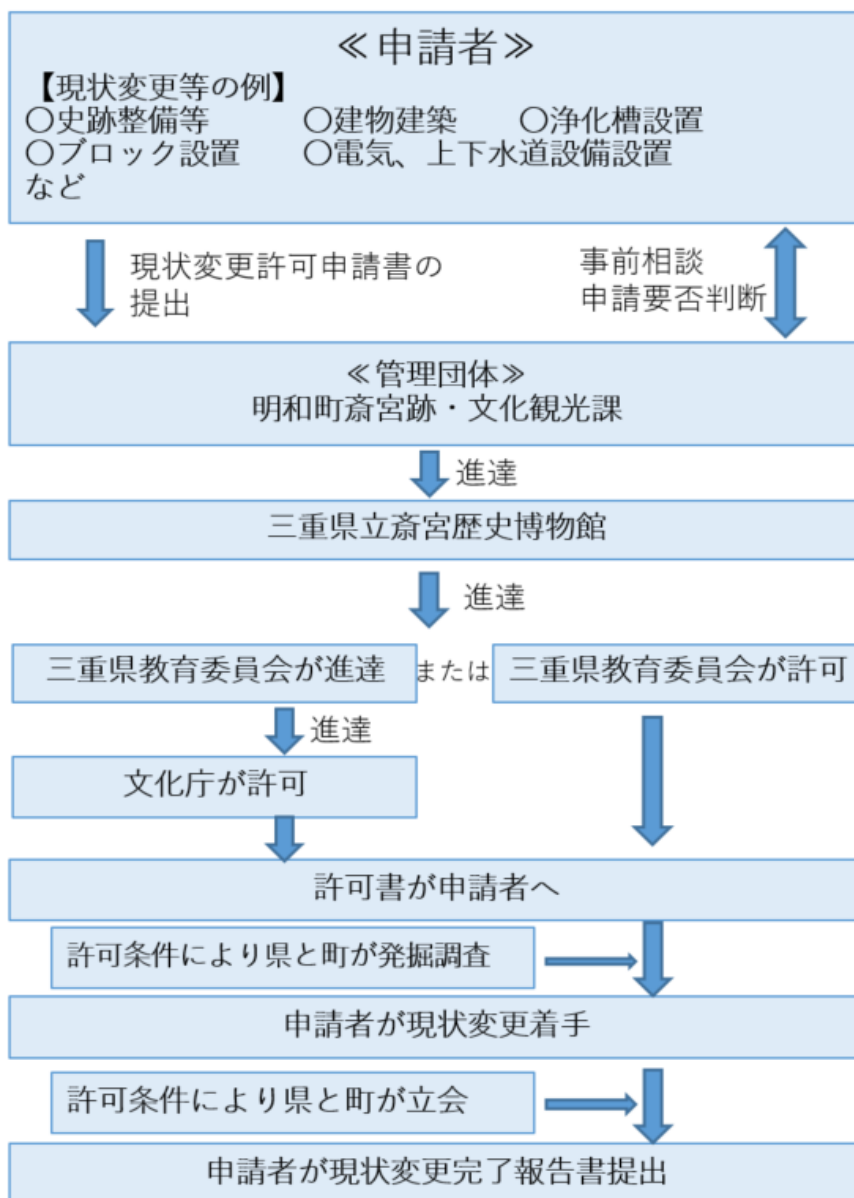 ≪申請者≫
【現状変更等の例】
○史跡整備等　○建物建築　○浄化槽設置
○ブロック設置　○電気、上下水道設備設置
など
現状変更許可申請書の
提出
事前相談
申請要否判断
≪管理団体≫
明和町斎宮跡・文化観光課
進達
三重県立斎宮歴史博物館
進達
三重県教育委員会が進達
または
三重県教育委員会が許可
進達
文化庁が許可
許可書が申請者へ
許可条件により県と町が発掘調査
申請者が現状変更着手
許可条件により県と町が立会
申請者が現状変更完了報告書提出